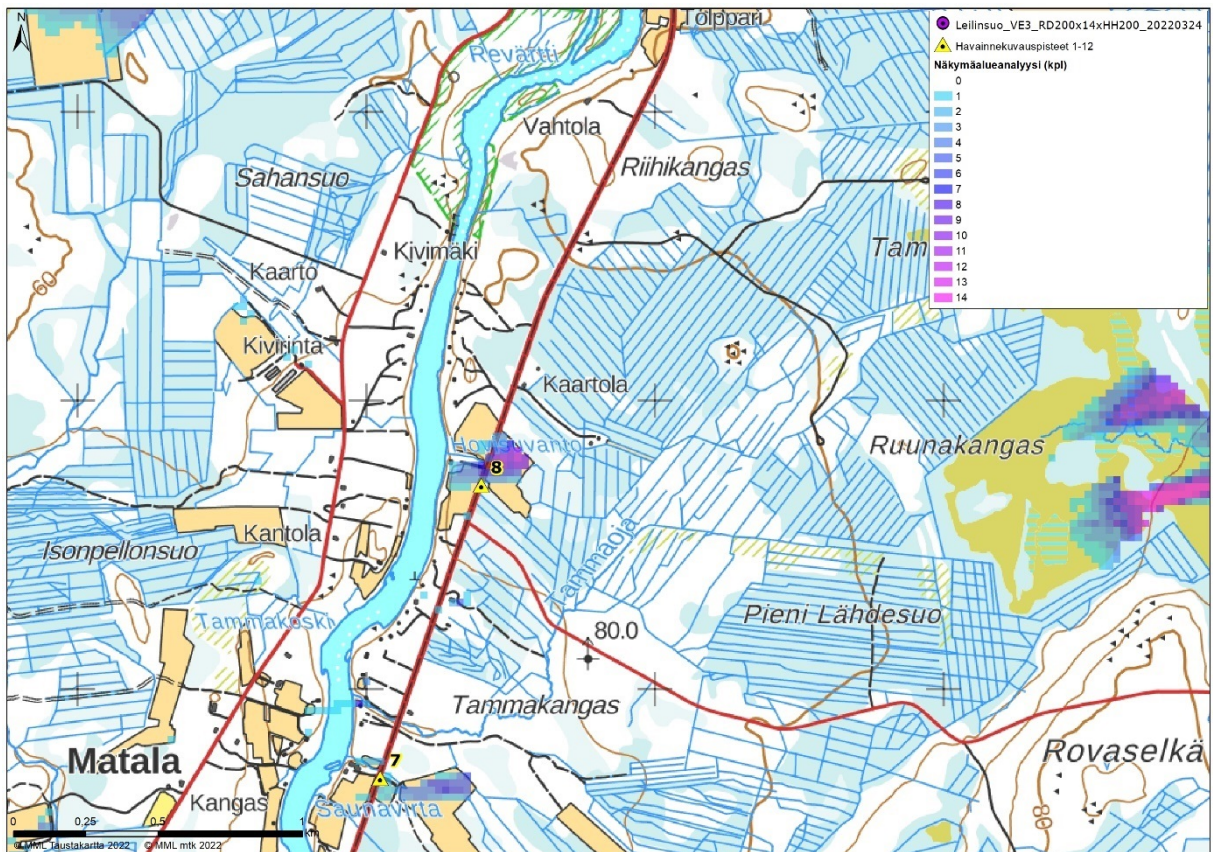 Leilinsuo_VE3_RD200x14xHH200_20220324
Havainnekuvauspisteet 1-12
Näkymäalueanalyysi (kpl)
0
1
2
3
4
5
6
7
8
9
10
11
12
13
14
N
Tolppari
Revärtti
Vahtola
Riihikangas
Sahansuo
Kivimäki
Tam
Kaarto
60
Kivirinta
Kaartola
Ruunakangas
8
Kantola
Isonpellonsuo
Pieni Lähdesuo
Tammakoski
80.0
Tammakangas
Matala
7
Rovaselkä
Kangas
Saunavirta
80
0 0,25 0,5 1
km
© MML Taustakartta 2022 © MML mtk 2022